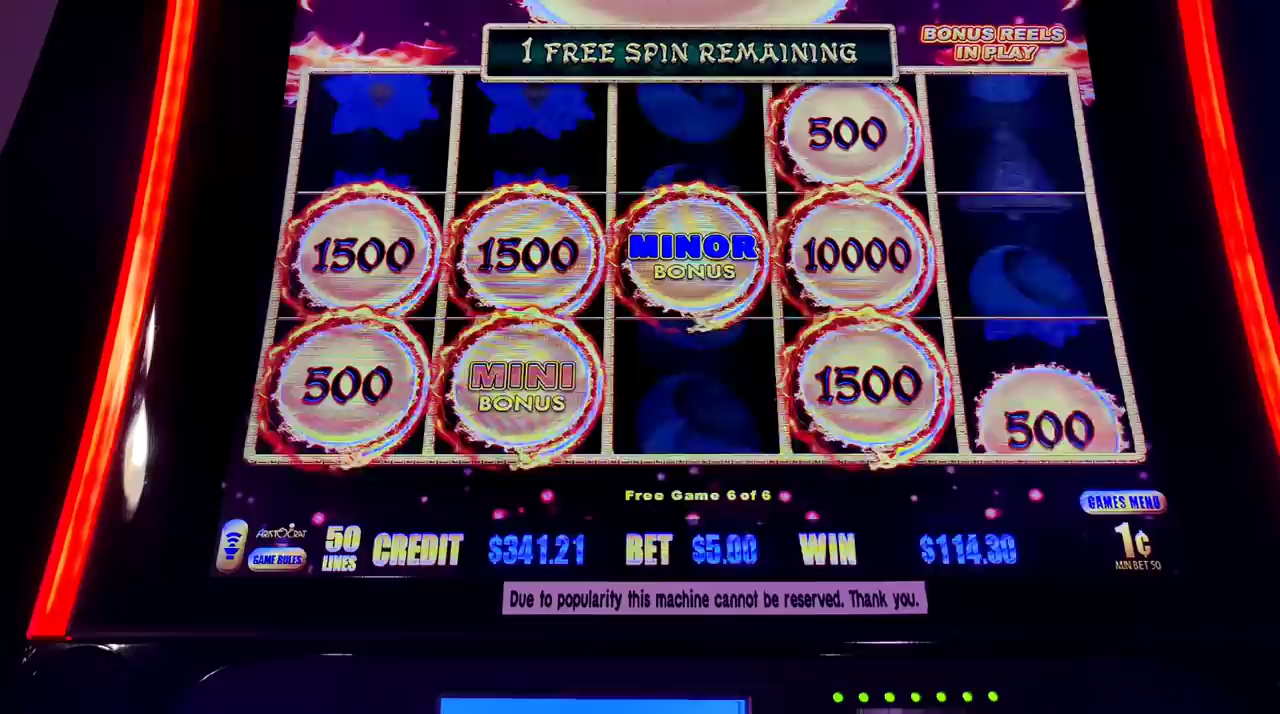 1 FREE SPIN REMAINING
BONUS REELS
IN PLAY
500
1500 1500 MINOR BONUS 10000
500 MINI BONUS 1500 500
Free Game 6 of 6
GAMES MENU
ARISTOCRAT
GAME RULES
50 LINES CREDIT $341.21 BET $5.00 WIN $114.30 1¢
MIN BET 50
Due to popularity this machine cannot be reserved. Thank you.